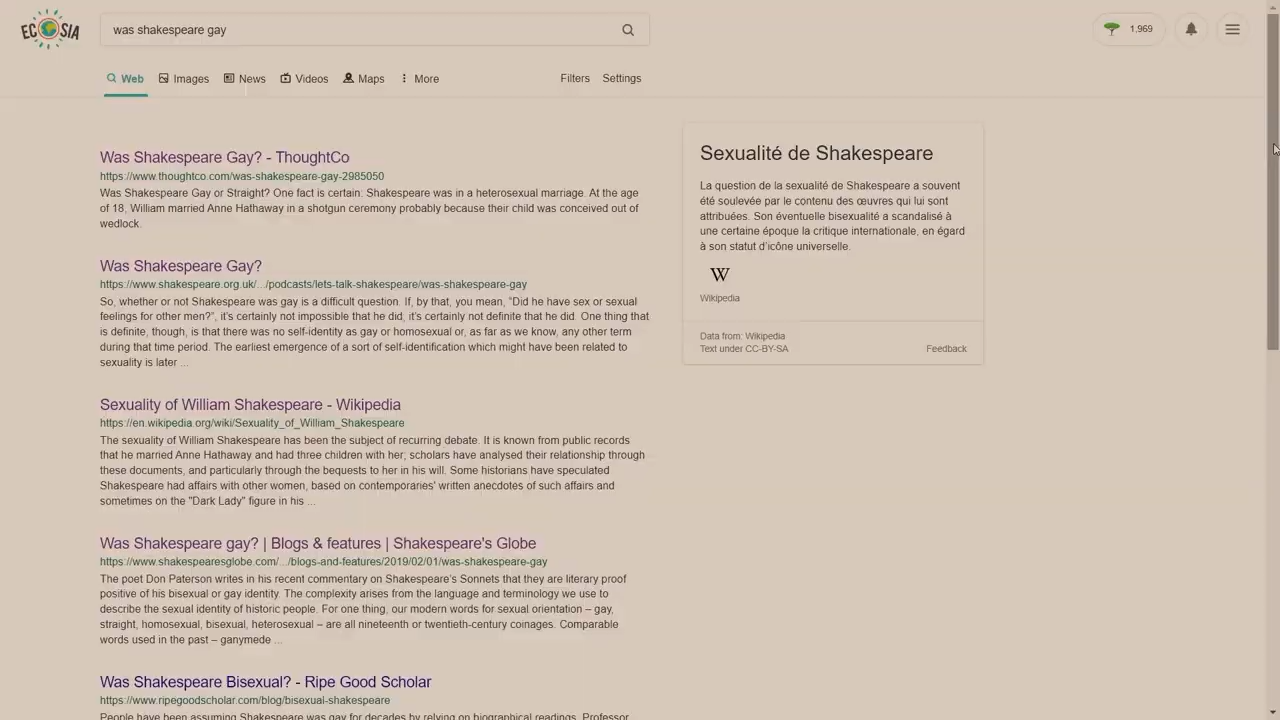 ECOSIA
was shakespeare gay
1,969
Web Images News Videos Maps More Filters Settings
Was Shakespeare Gay? - ThoughtCo
https://www.thoughtco.com/was-shakespeare-gay-2985050
Was Shakespeare Gay or Straight? One fact is certain: Shakespeare was in a heterosexual marriage. At the age
of 18, William married Anne Hathaway in a shotgun ceremony probably because their child was conceived out of
wedlock.
Was Shakespeare Gay?
https://www.shakespeare.org.uk/.../podcasts/lets-talk-shakespeare/was-shakespeare-gay
So, whether or not Shakespeare was gay is a difficult question. If, by that, you mean, "Did he have sex or sexual
feelings for other men?", it's certainly not impossible that he did; it's certainly not definite that he did. One thing that
is definite, though, is that there was no self-identity as gay or homosexual or, as far as we know, any other term
during that time period. The earliest emergence of a sort of self-identification which might have been related to
sexuality is later ...
Sexuality of William Shakespeare - Wikipedia
https://en.wikipedia.org/wiki/Sexuality_of_William_Shakespeare
The sexuality of William Shakespeare has been the subject of recurring debate. It is known from public records
that he married Anne Hathaway and had three children with her; scholars have analysed their relationship through
these documents, and particularly through the bequests to her in his will. Some historians have speculated
Shakespeare had affairs with other women, based on contemporaries' written anecdotes of such affairs and
sometimes on the "Dark Lady" figure in his ...
Was Shakespeare gay? | Blogs & features | Shakespeare's Globe
https://www.shakespearesglobe.com/.../blogs-and-features/2019/02/01/was-shakespeare-gay
The poet Don Paterson writes in his recent commentary on Shakespeare's Sonnets that they are literary proof
positive of his bisexual or gay identity. The complexity arises from the language and terminology we use to
describe the sexual identity of historic people. For one thing, our modern words for sexual orientation – gay,
straight, homosexual, bisexual, heterosexual – are all nineteenth or twentieth-century coinages. Comparable
words used in the past – ganymede ...
Was Shakespeare Bisexual? - Ripe Good Scholar
https://www.ripegoodscholar.com/blog/bisexual-shakespeare
People have been assuming Shakespeare was gay for decades by relying on biographical readings. Professor
Sexualité de Shakespeare
La question de la sexualité de Shakespeare a souvent
été soulevée par le contenu des œuvres qui lui sont
attribuées. Son éventuelle bisexualité a scandalisé à
une certaine époque la critique internationale, en égard
à son statut d'icône universelle.
W
Wikipedia
Data from: Wikipedia
Text under CC-BY-SA Feedback